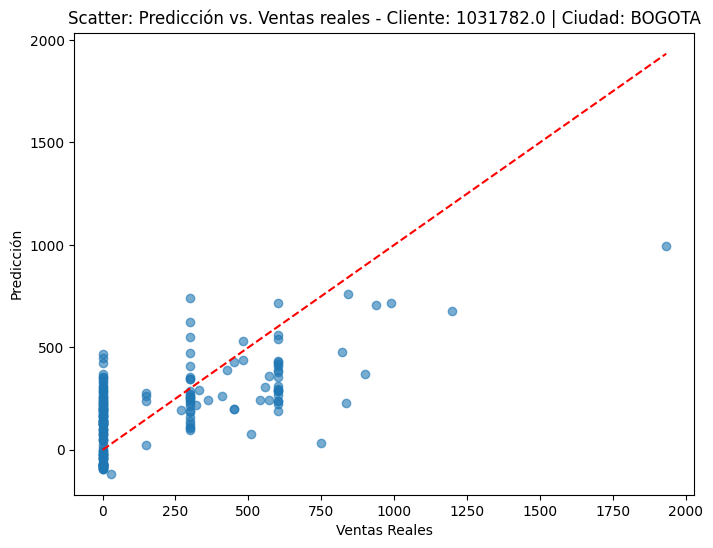 Scatter: Predicción vs. Ventas reales - Cliente: 1031782.0 | Ciudad: BOGOTA
2000
1500
1000
500
0
Predicción
0 250 500 750 1000 1250 1500 1750 2000
Ventas Reales